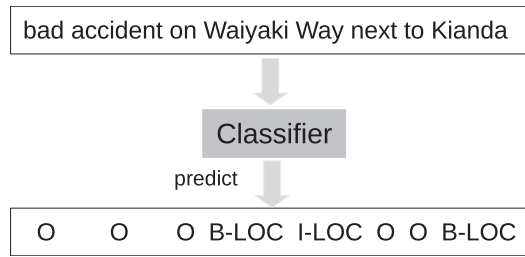 bad accident on Waiyaki Way next to Kianda
Classifier
predict
O O O B-LOC I-LOC O O B-LOC